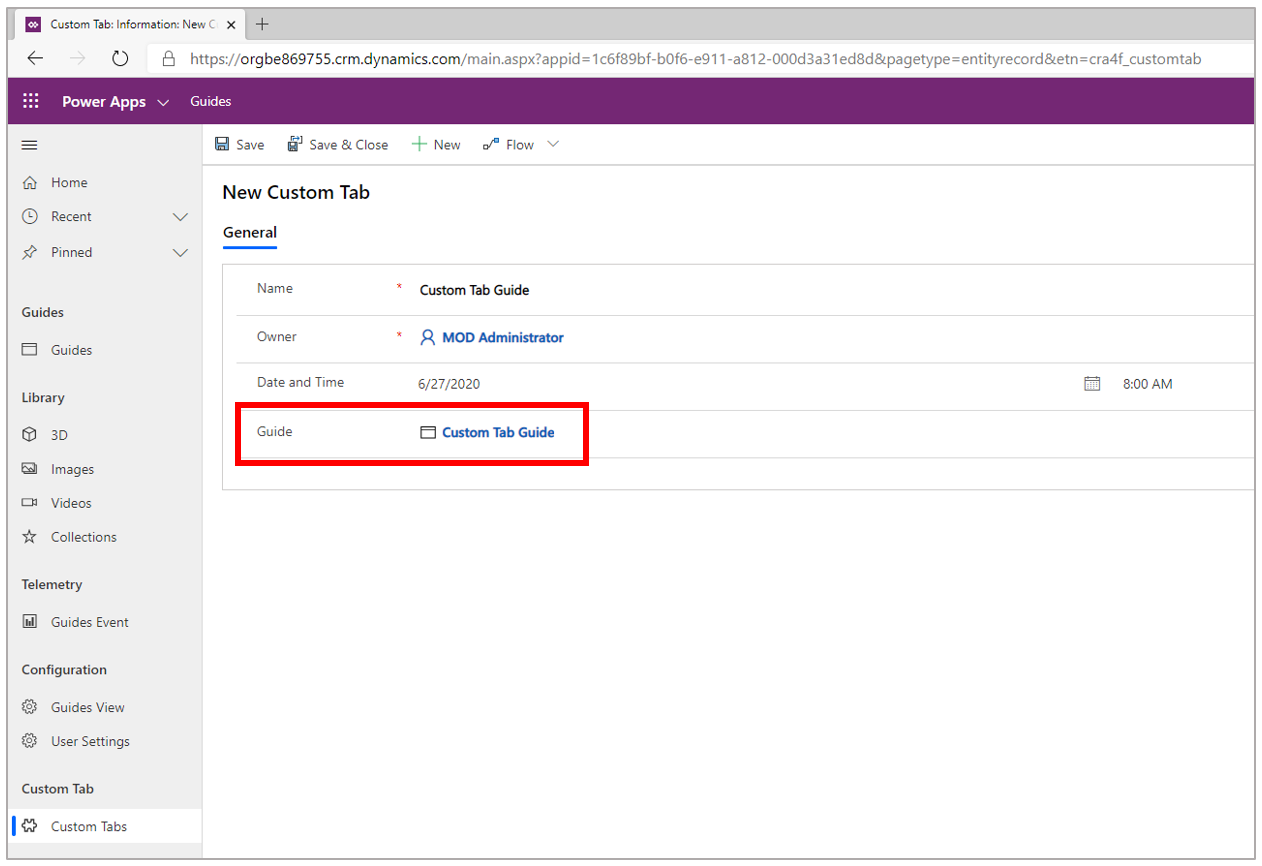 Custom Tab: Information: New C
https://orgbe869755.crm.dynamics.com/main.aspx?appid=1c6f89bf-b0f6-e911-a812-000d3a31ed8d&pagetype=entityrecord&etn=cra4f_customtab
Power Apps Guides
Save Save & Close New Flow
Home
Recent
Pinned
Guides
Guides
Library
3D
Images
Videos
Collections
Telemetry
Guides Event
Configuration
Guides View
User Settings
Custom Tab
Custom Tabs
New Custom Tab
General
Name * Custom Tab Guide
Owner * MOD Administrator
Date and Time 6/27/2020 8:00 AM
Guide Custom Tab Guide